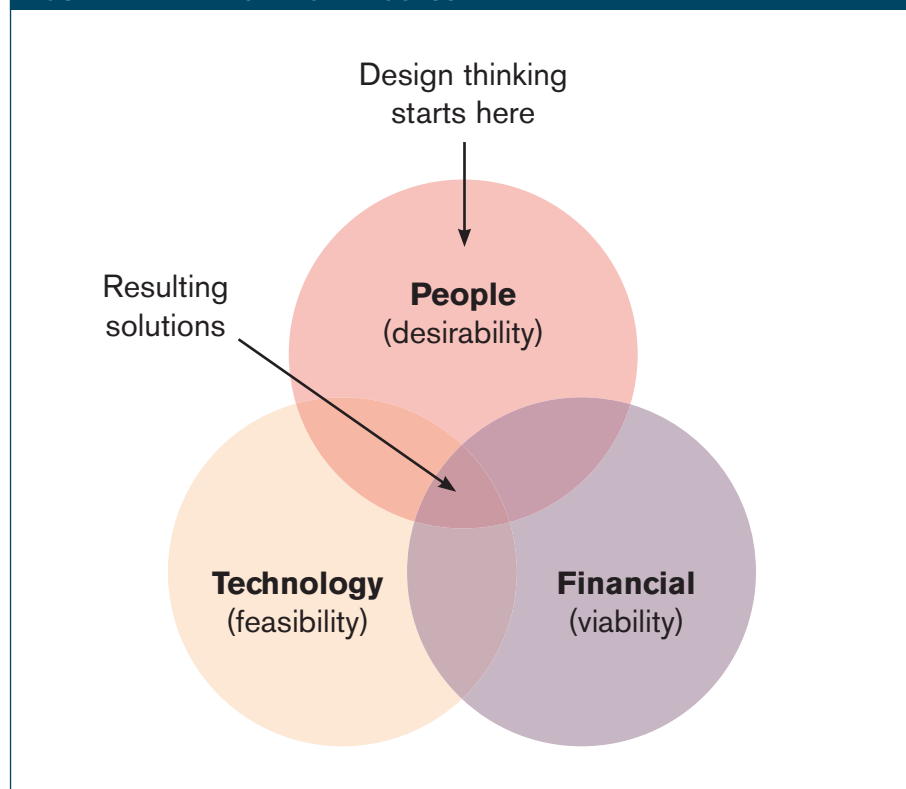 Design thinking
starts here
Resulting
solutions
People
(desirability)
Technology
(feasibility)
Financial
(viability)